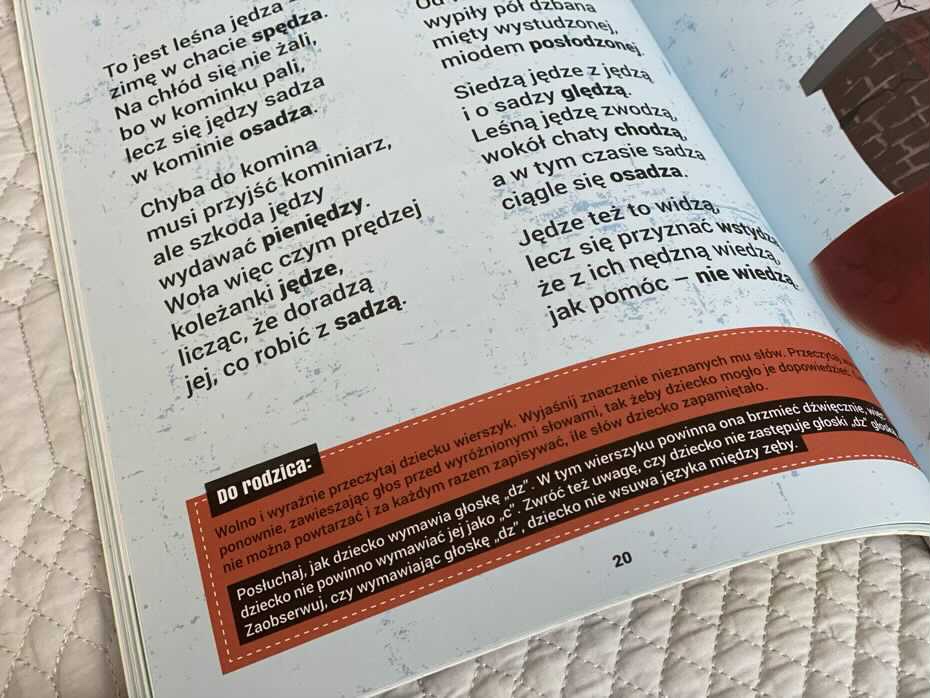 To jest leśna jędza
zimę w chacie spędza.
Na chłód się nie żali,
bo w kominku pali,
lecz się jędzy sadza
w kominie osadza.
Chyba do komina
musi przyjść kominiarz,
ale szkoda jędzy
wydawać pieniędzy.
Woła więc czym prędzej
koleżanki jędze,
licząc, że doradzą
jej, co robić z sadzą.
wypiły pół dzbana
mięty wystudzonej,
miodem posłodzonej.
Siedzą jędze z jędzą
i o sadzy ględzą.
Leśną jędzę zwodzą,
wokół chaty chodzą,
a w tym czasie sadza
ciągle się osadza.
Jędze też to widzą,
lecz się przyznać wstydzą,
że z ich nędzną wiedzą,
jak pomóc – nie wiedzą.
Do rodzica:
Wolno i wyraźnie przeczytaj dziecku wierszyk. Wyjaśnij znaczenie nieznanych mu słów. Przeczytaj
ponownie, zawieszając głos przed wyróżnionymi słowami, tak żeby dziecko mogło je dopowiedzieć.
nie można powtarzać i za każdym razem zapisywać, ile słów dziecko zapamiętało.
Posłuchaj, jak dziecko wymawia głoskę „dz”. W tym wierszyku powinna ona brzmieć dźwięcznie, więc
dziecko nie powinno wymawiać jej jako „c”. Zwróć też uwagę, czy dziecko nie zastępuje głoski „dz” głoską
Zaobserwuj, czy wymawiając głoskę „dz”, dziecko nie wsuwa języka między zęby.
20